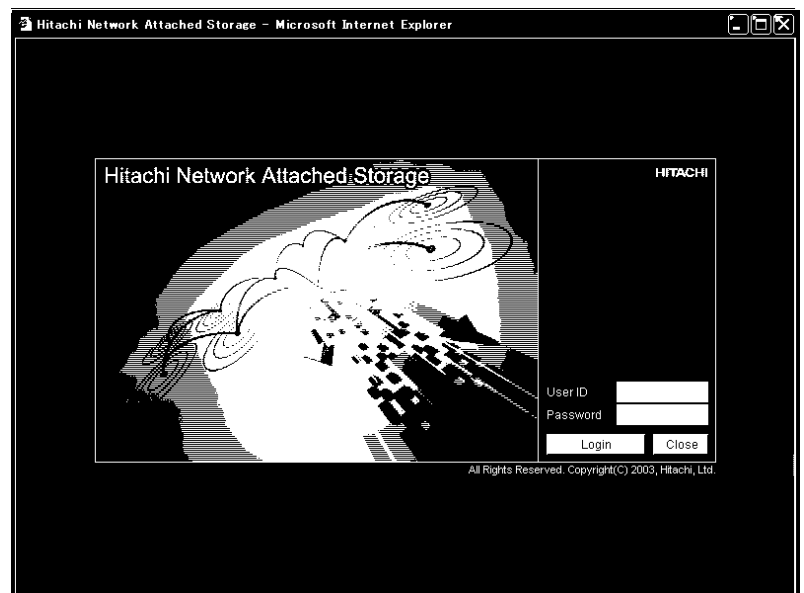 Hitachi Network Attached Storage - Microsoft Internet Explorer
Hitachi Network Attached Storage
HITACHI
User ID
Password
Login Close
All Rights Reserved. Copyright(C) 2003, Hitachi, Ltd.